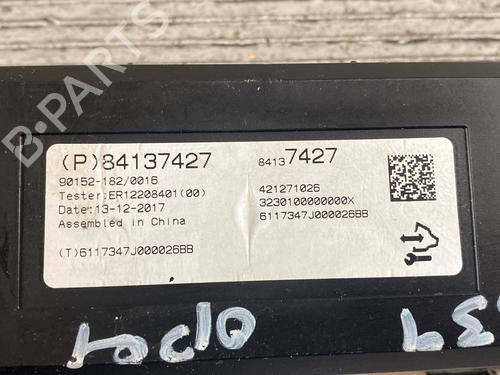 B-PARTS
(P)84137427
84137427
90152-182/0016
Tester:ER12208401(00)
Date:13-12-2017
Assembled in China
421271026
3230100000000X
6117347J000026BB
(T)6117347J000026BB